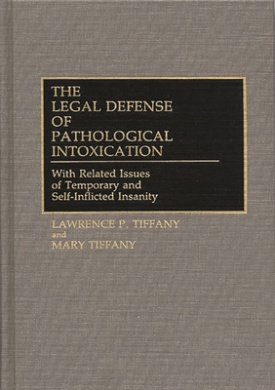 THE
LEGAL DEFENSE
OF
PATHOLOGICAL
INTOXICATION
With Related Issues
of Temporary and
Self-Inflicted Insanity
LAWRENCE P. TIFFANY
and
MARY TIFFANY